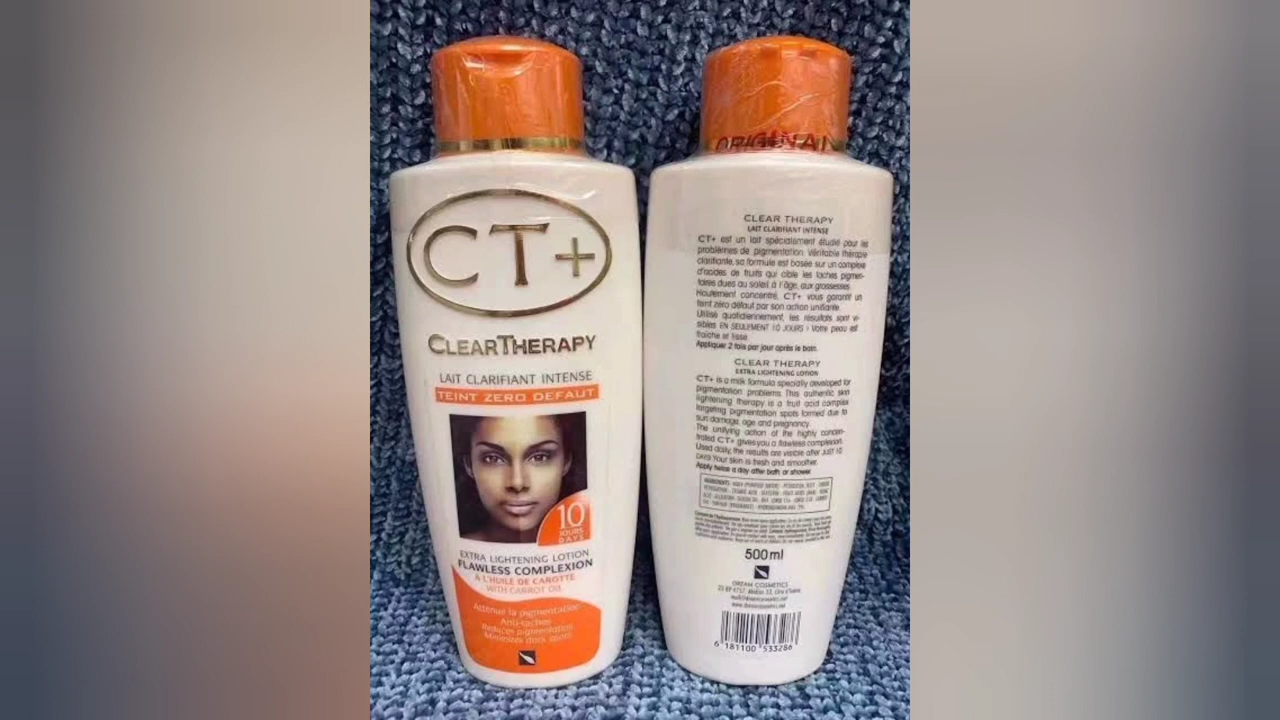 CT+
CLEARTHERAPY
LAIT CLARIFIANT INTENSE
TEINT ZERO DEFAUT
10
JOURS
DAYS
EXTRA LIGHTENING LOTION
FLAWLESS COMPLEXION
À L'HUILE DE CAROTTE
WITH CARROT OIL
Atténue la pigmentation
Anti-taches
Reduces pigmentation
Minimises dark spots
ORIGINAL
CLEAR THERAPY
LAIT CLARIFIANT INTENSE
CT+ est un lait spécialement étudié pour les
problèmes de pigmentation. Véritable thérapie
clarifiante, sa formule est basée sur un complexe
d'acides de fruits qui cible les taches pigmen-
taires dues au soleil à l'âge, aux grossesses.
Hautement concentré, CT+ vous garantit un
teint zéro défaut par son action unifiante.
Utilisé quotidiennement, les résultats sont vi-
sibles EN SEULEMENT 10 JOURS ! Votre peau est
fraîche et lisse.
Appliquer 2 fois par jour après le bain.
CLEAR THERAPY
EXTRA LIGHTENING LOTION
CT+ is a milk formula specially developed for
pigmentation problems. This authentic skin
lightening therapy is a fruit acid complex
targeting pigmentation spots formed due to
sun damage, age and pregnancy.
The unifying action of the highly concen-
trated CT+ gives you a flawless complexion.
Used daily, the results are visible after JUST 10
DAYS! Your skin is fresh and smoother.
Apply twice a day after bath or shower.
500ml
DREAM COSMETICS
Abidjan 23, Côte d'Ivoire
6 181100 533286